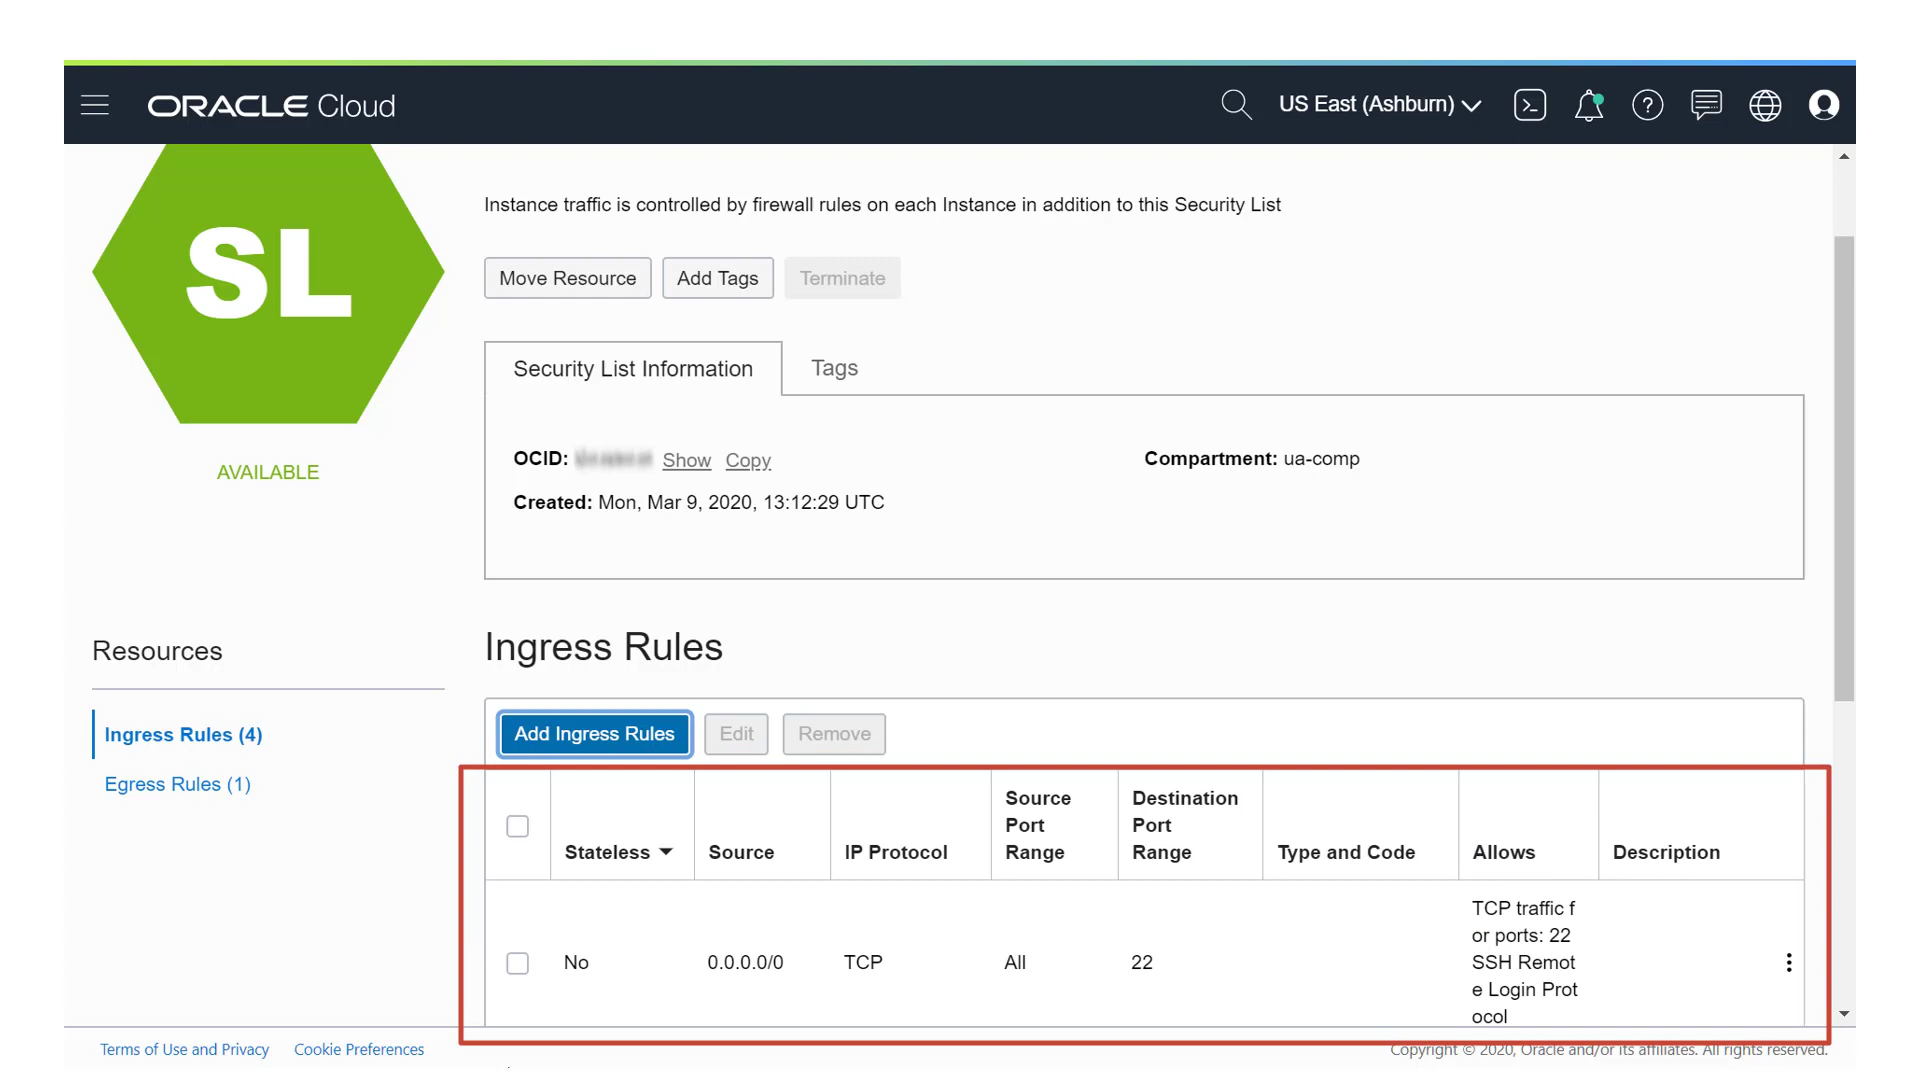 ORACLE Cloud
US East (Ashburn)
SL
AVAILABLE
Instance traffic is controlled by firewall rules on each Instance in addition to this Security List
Move Resource
Add Tags
Terminate
Security List Information
Tags
OCID:
Show
Copy
Compartment: ua-comp
Created: Mon, Mar 9, 2020, 13:12:29 UTC
Resources
Ingress Rules (4)
Egress Rules (1)
Ingress Rules
Add Ingress Rules
Edit
Remove
Stateless
Source
IP Protocol
Source
Port
Range
Destination
Port
Range
Type and Code
Allows
Description
No
0.0.0.0/0
TCP
All
22
TCP traffic f
or ports: 22
SSH Remot
e Login Prot
ocol
Terms of Use and Privacy
Cookie Preferences
Copyright © 2020, Oracle and/or its affiliates. All rights reserved.